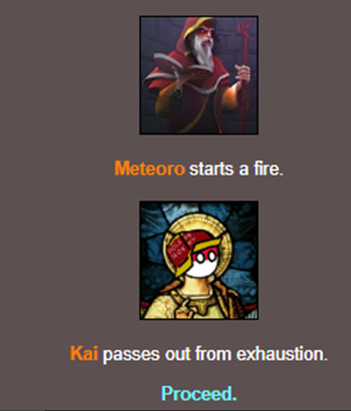 Meteoro starts a fire.
Kai passes out from exhaustion.
Proceed.